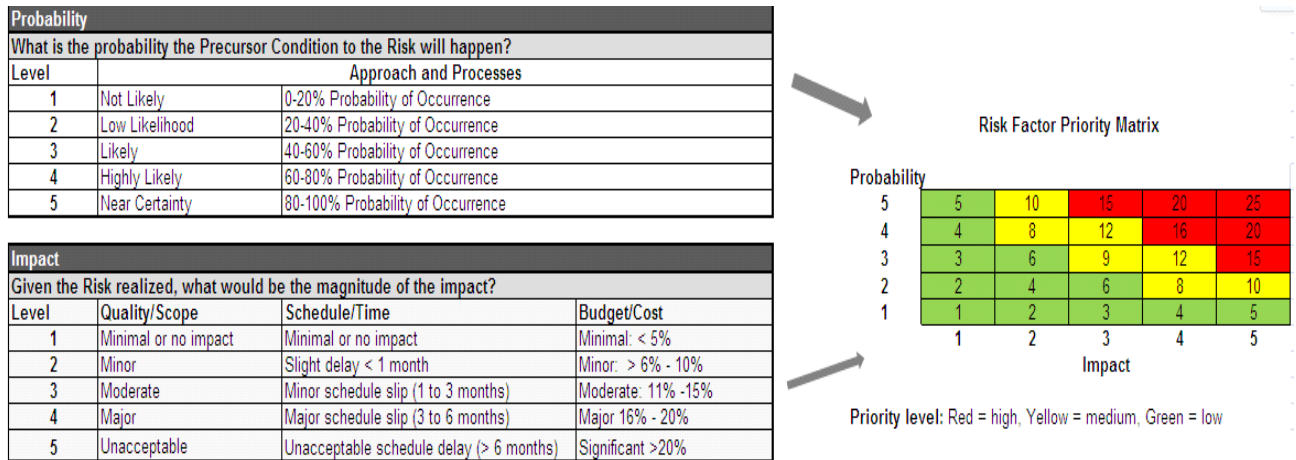 Probability
What is the probability the Precursor Condition to the Risk will happen?
Level Approach and Processes
1 Not Likely 0-20% Probability of Occurrence
2 Low Likelihood 20-40% Probability of Occurrence
3 Likely 40-60% Probability of Occurrence
4 Highly Likely 60-80% Probability of Occurrence
5 Near Certainty 80-100% Probability of Occurrence
Impact
Given the Risk realized, what would be the magnitude of the impact?
Level Quality/Scope Schedule/Time Budget/Cost
1 Minimal or no impact Minimal or no impact Minimal: < 5%
2 Minor Slight delay < 1 month Minor: > 6% - 10%
3 Moderate Minor schedule slip (1 to 3 months) Moderate: 11% -15%
4 Major Major schedule slip (3 to 6 months) Major 16% - 20%
5 Unacceptable Unacceptable schedule delay (> 6 months) Significant >20%
Risk Factor Priority Matrix
Probability
5 5 10 15 20 25
4 4 8 12 16 20
3 3 6 9 12 15
2 2 4 6 8 10
1 1 2 3 4 5
1 2 3 4 5
Impact
Priority level: Red = high, Yellow = medium, Green = low